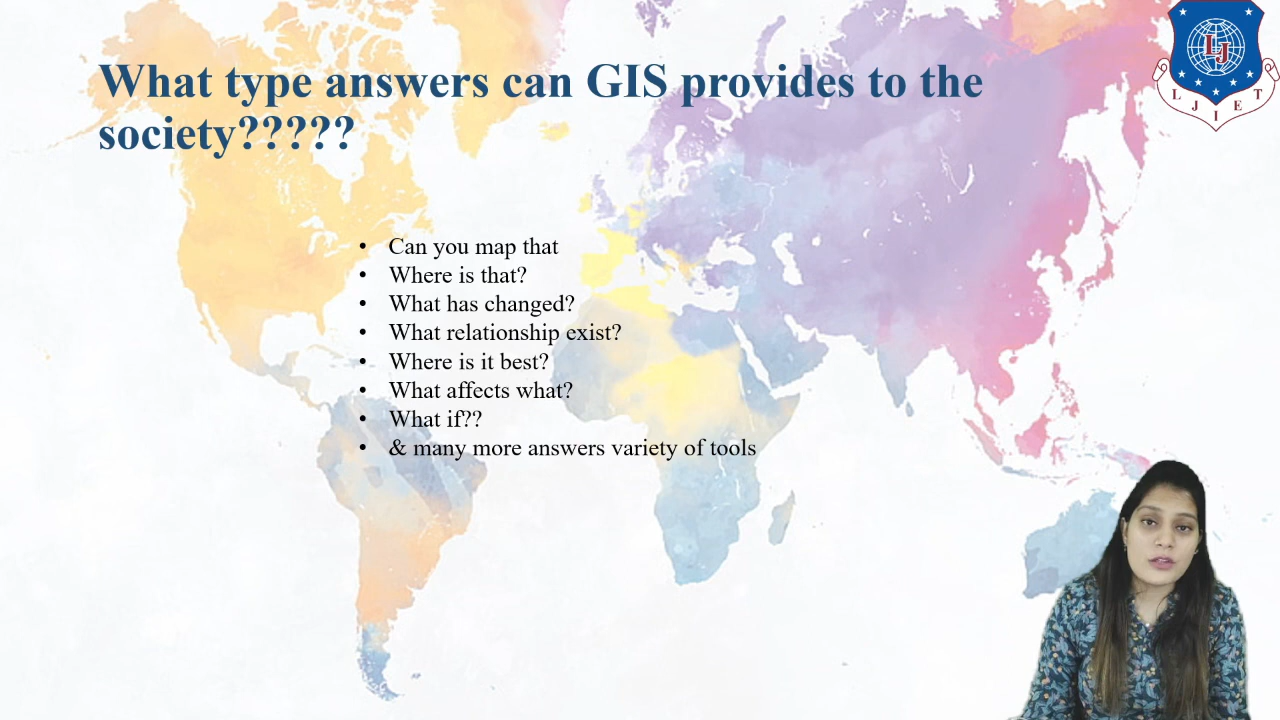 What type answers can GIS provides to the
society?????
LJ
L J I E T
• Can you map that
• Where is that?
• What has changed?
• What relationship exist?
• Where is it best?
• What affects what?
• What if??
• & many more answers variety of tools